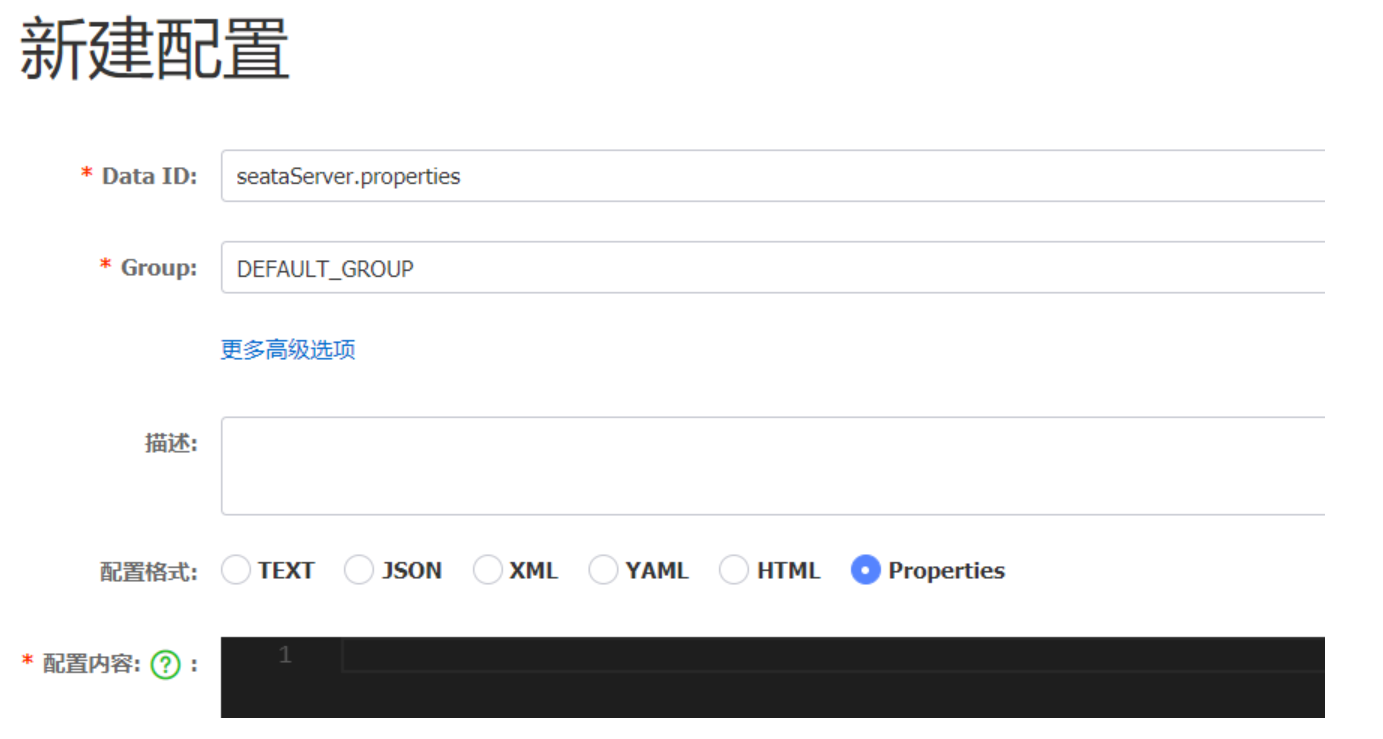 新建配置
* Data ID: seataServer.properties
* Group: DEFAULT_GROUP
更多高级选项
描述:
配置格式: TEXT JSON XML YAML HTML Properties
* 配置内容: ? : 1